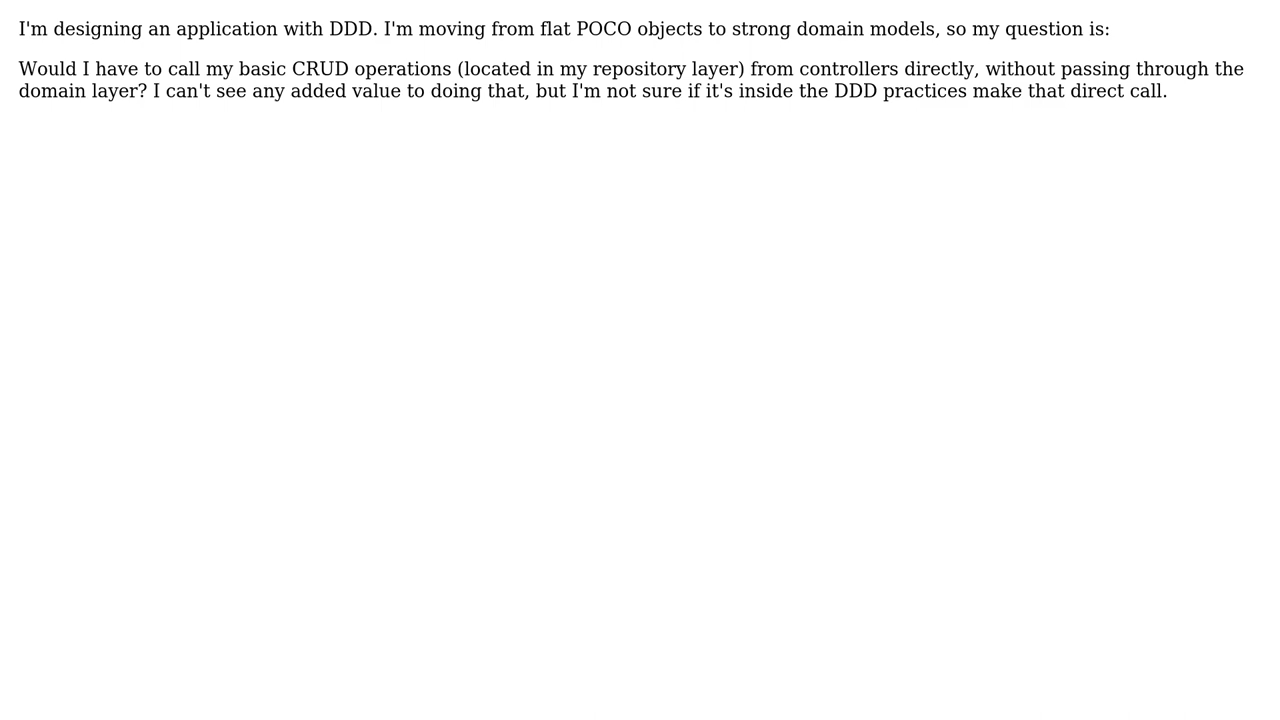 I'm designing an application with DDD. I'm moving from flat POCO objects to strong domain models, so my question is:
Would I have to call my basic CRUD operations (located in my repository layer) from controllers directly, without passing through the
domain layer? I can't see any added value to doing that, but I'm not sure if it's inside the DDD practices make that direct call.